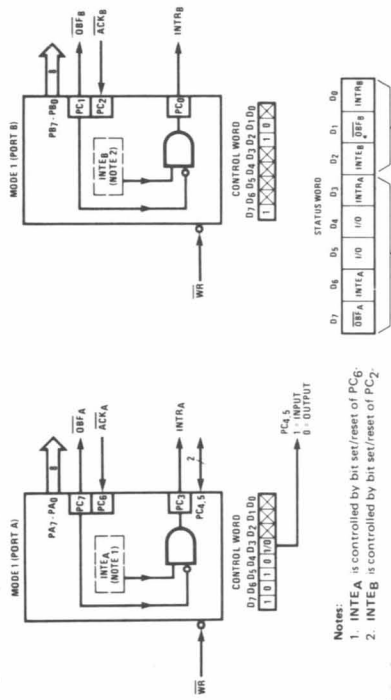 MODE 1 (PORT A)
PA7 - PA0
8
PC7
OBFA
PC6
ACKA
INTEA
(NOTE 1)
PC3
INTRA
PC4,5
2
WR
CONTROL WORD
D7 D6 D5 D4 D3 D2 D1 D0
1 0 1 0 1/0
PC4,5
1 = INPUT
0 = OUTPUT
MODE 1 (PORT B)
PB7 - PB0
8
PC1
OBFB
PC2
ACKB
INTEB
(NOTE 2)
PC0
INTRB
WR
CONTROL WORD
D7 D6 D5 D4 D3 D2 D1 D0
1 1 0
Notes:
1. INTEA is controlled by bit set/reset of PC6.
2. INTEB is controlled by bit set/reset of PC2.
STATUS WORD
D7 D6 D5 D4 D3 D2 D1 D0
OBFA INTEA I/O I/O INTRA INTEB OBFB INTRB
*